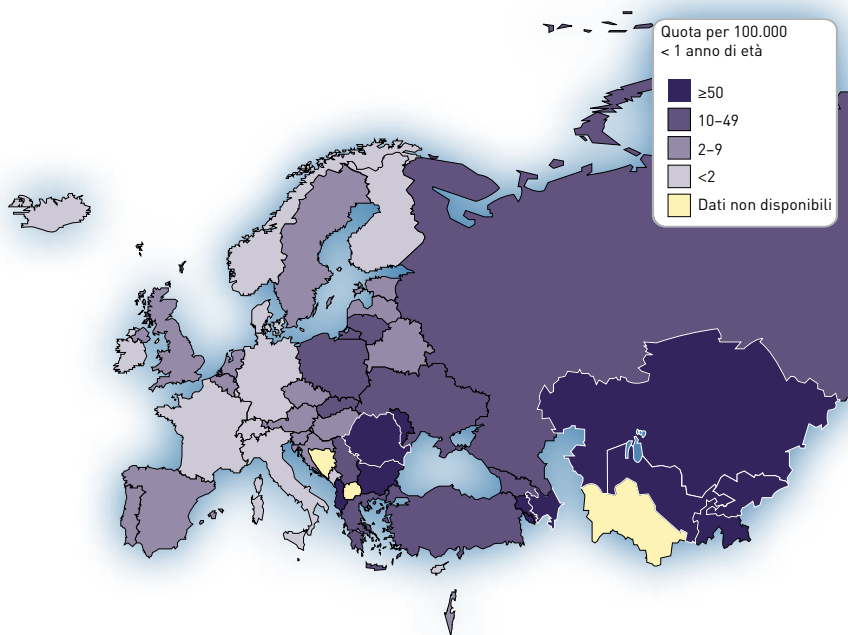 Quota per 100.000
< 1 anno di età
≥50
10–49
2–9
<2
Dati non disponibili